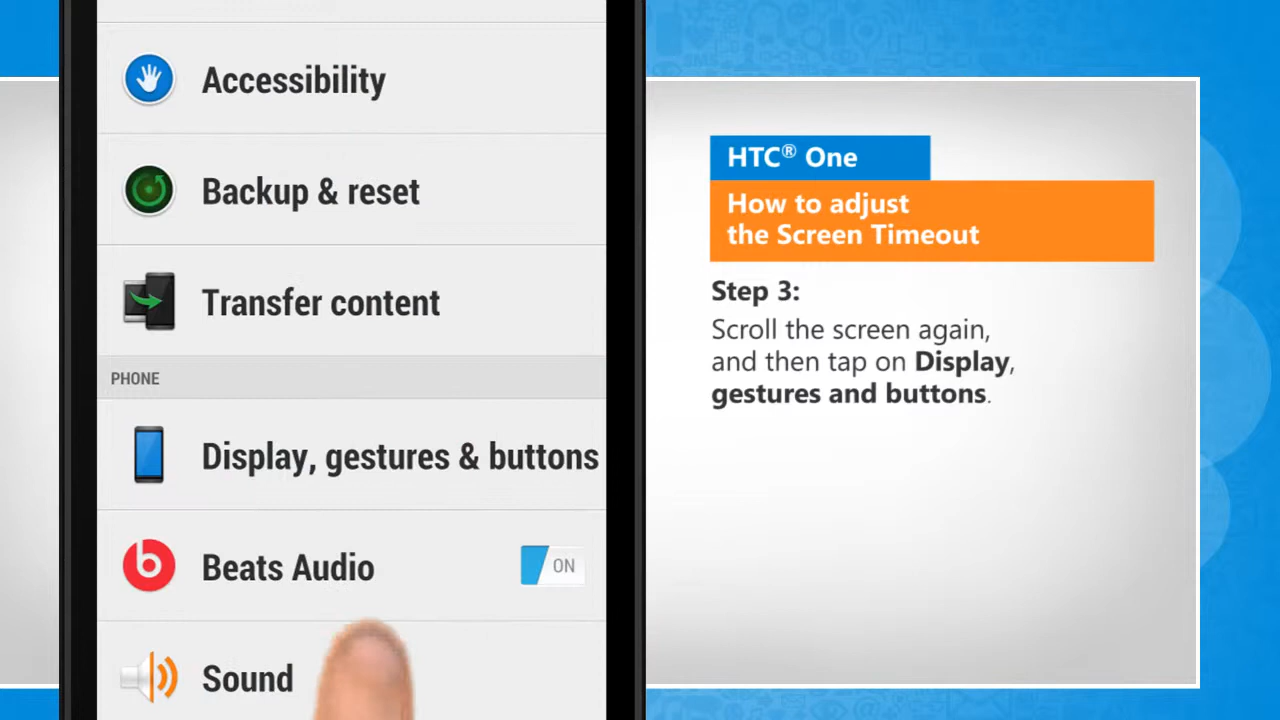 Accessibility
Backup & reset
Transfer content
PHONE
Display, gestures & buttons
Beats Audio
ON
Sound
HTC® One
How to adjust
the Screen Timeout
Step 3:
Scroll the screen again,
and then tap on Display,
gestures and buttons.